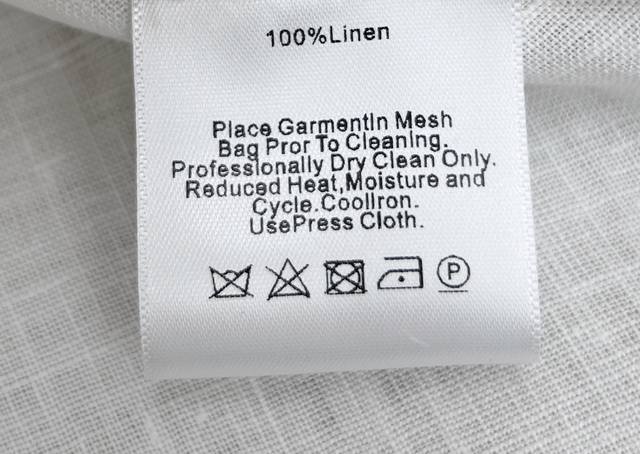 100%Linen
Place GarmentIn Mesh
Bag Pror To Cleaning.
Professionally Dry Clean Only.
Reduced Heat,Moisture and
Cycle.CoolIron.
UsePress Cloth.
P